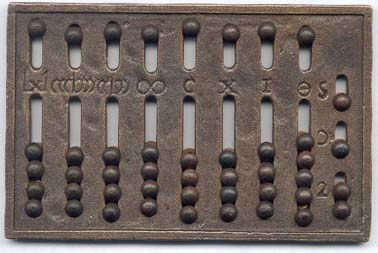 |X| ∞ C X I Ө S
Ɔ
2